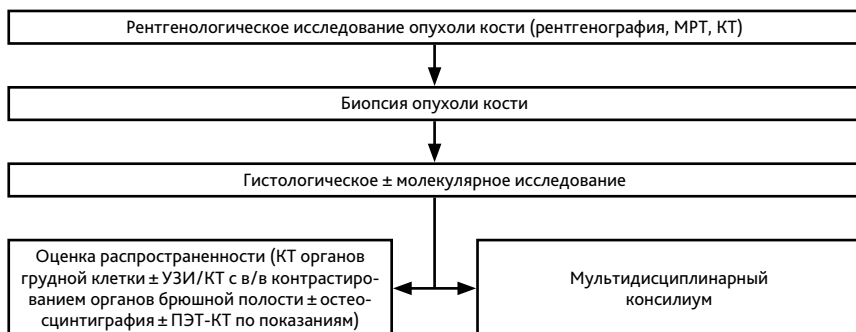 Рентгенологическое исследование опухоли кости (рентгенография, МРТ, КТ)
Биопсия опухоли кости
Гистологическое ± молекулярное исследование
Оценка распространенности (КТ органов
грудной клетки ± УЗИ/КТ с в/в контрастиро-
ванием органов брюшной полости ± остео-
сцинтиграфия ± ПЭТ-КТ по показаниям)
Мультидисциплинарный
консилиум